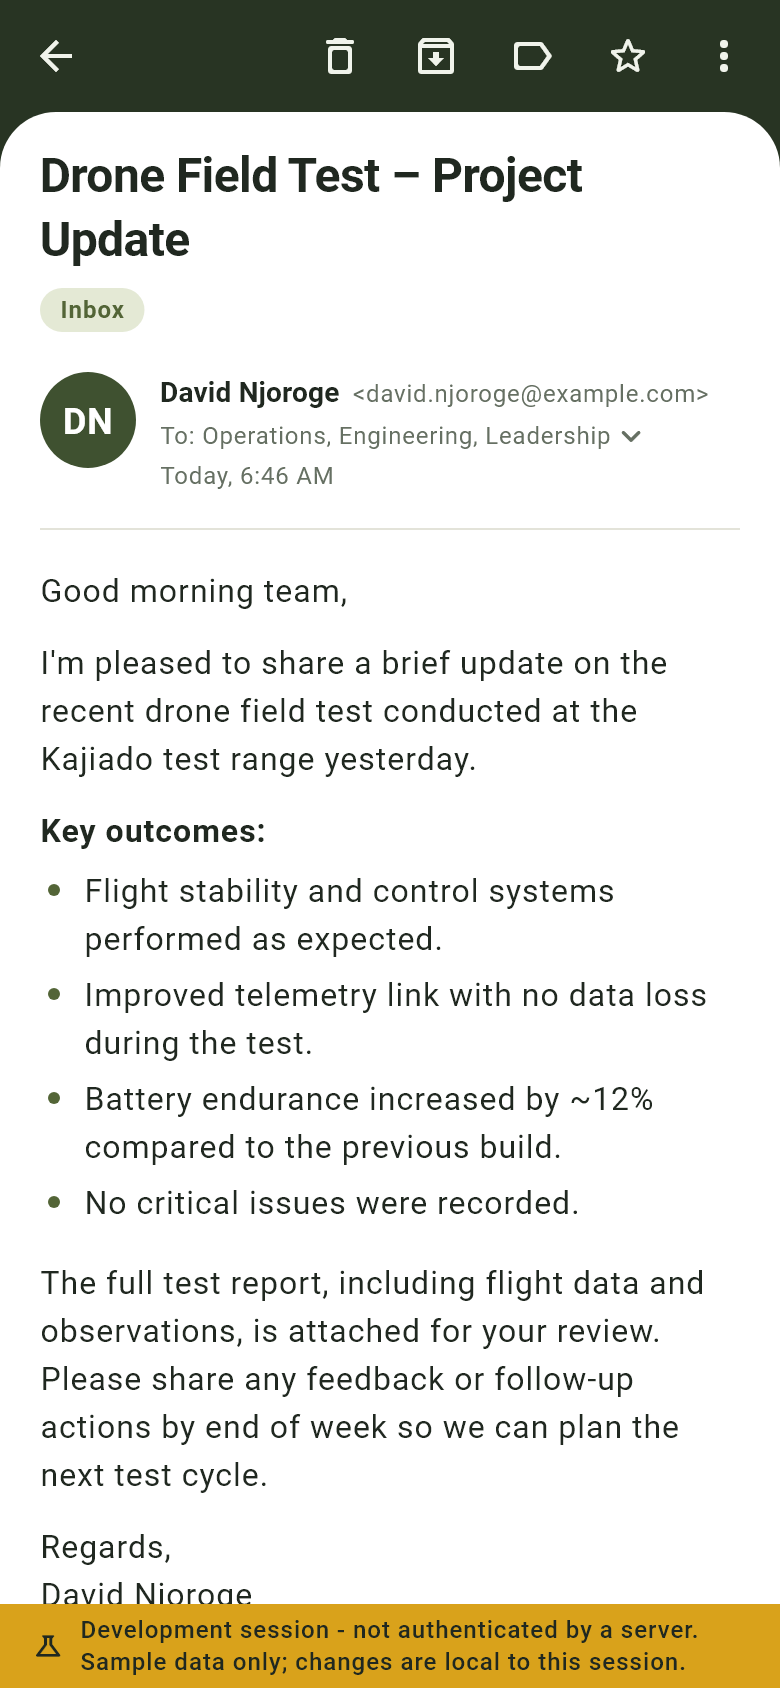 Drone Field Test – Project
Update
Inbox
DN
David Njoroge <david.njoroge@example.com>
To: Operations, Engineering, Leadership
Today, 6:46 AM
Good morning team,
I'm pleased to share a brief update on the
recent drone field test conducted at the
Kajiado test range yesterday.
Key outcomes:
Flight stability and control systems
performed as expected.
Improved telemetry link with no data loss
during the test.
Battery endurance increased by ~12%
compared to the previous build.
No critical issues were recorded.
The full test report, including flight data and
observations, is attached for your review.
Please share any feedback or follow-up
actions by end of week so we can plan the
next test cycle.
Regards,
David Njoroge
Development session - not authenticated by a server.
Sample data only; changes are local to this session.